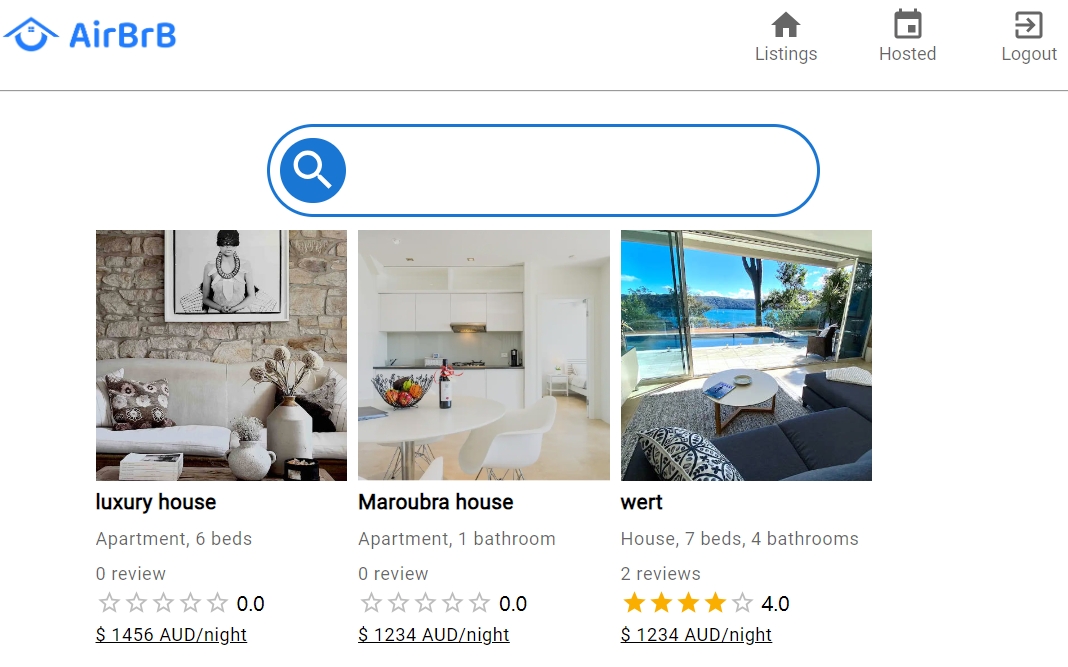 AirBrB
Listings
Hosted
Logout
luxury house
Apartment, 6 beds
0 review
0.0
$ 1456 AUD/night
Maroubra house
Apartment, 1 bathroom
0 review
0.0
$ 1234 AUD/night
wert
House, 7 beds, 4 bathrooms
2 reviews
4.0
$ 1234 AUD/night